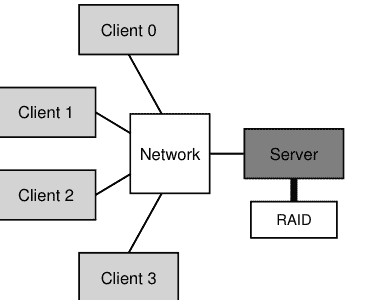 Client 0
Client 1
Network
Server
Client 2
RAID
Client 3